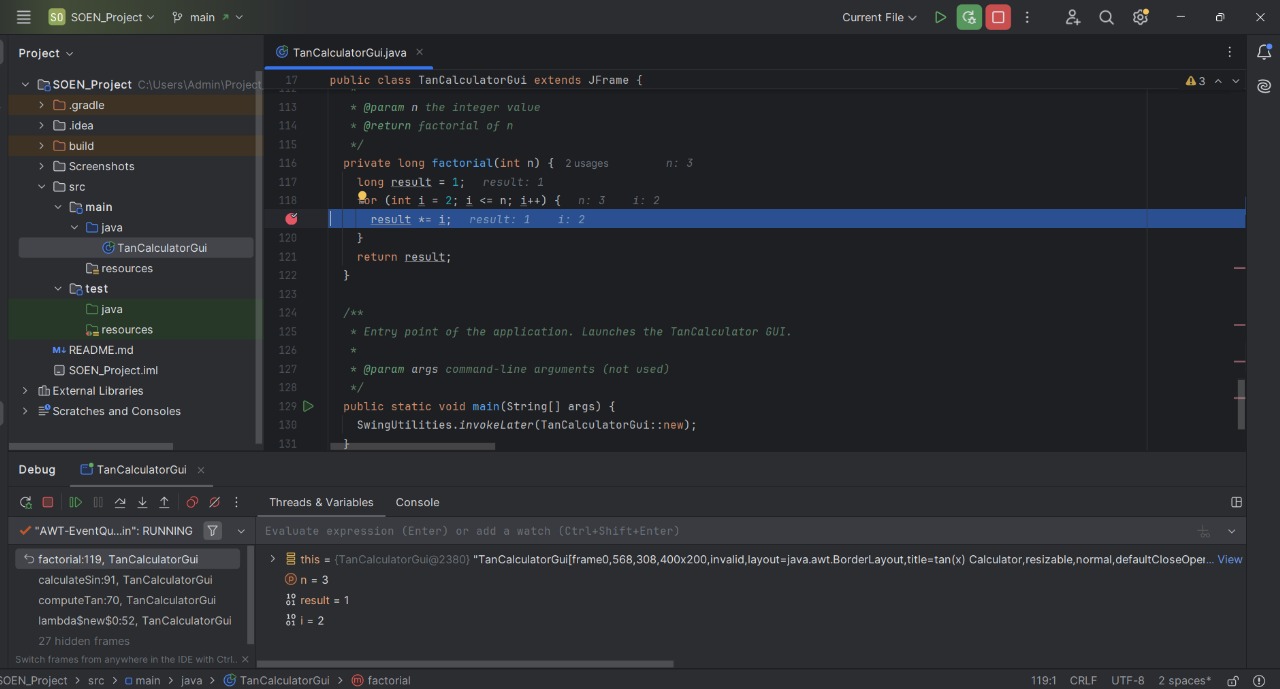 SO SOEN_Project main Current File
Project
TanCalculatorGui.java
SOEN_Project C:\Users\Admin\Project
.gradle
.idea
build
Screenshots
src
main
java
TanCalculatorGui
resources
test
java
resources
M↓ README.md
SOEN_Project.iml
External Libraries
Scratches and Consoles
17 public class TanCalculatorGui extends JFrame { 3
113 * @param n the integer value
114 * @return factorial of n
115 */
116 private long factorial(int n) { 2 usages n: 3
117 long result = 1; result: 1
118 for (int i = 2; i <= n; i++) { n: 3 i: 2
result *= i; result: 1 i: 2
120 }
121 return result;
122 }
123
124 /**
125 * Entry point of the application. Launches the TanCalculator GUI.
126 *
127 * @param args command-line arguments (not used)
128 */
129 public static void main(String[] args) {
130 SwingUtilities.invokeLater(TanCalculatorGui::new);
131 }
Debug TanCalculatorGui
Threads & Variables Console
"AWT-EventQu...in": RUNNING
factorial:119, TanCalculatorGui
calculateSin:91, TanCalculatorGui
computeTan:70, TanCalculatorGui
lambda$new$0:52, TanCalculatorGui
27 hidden frames
Switch frames from anywhere in the IDE with Ctrl..
Evaluate expression (Enter) or add a watch (Ctrl+Shift+Enter)
this = {TanCalculatorGui@2380} "TanCalculatorGui[frame0,568,308,400x200,invalid,layout=java.awt.BorderLayout,title=tan(x) Calculator,resizable,normal,defaultCloseOper... View
n = 3
result = 1
i = 2
SOEN_Project > src > main > java > TanCalculatorGui > factorial 119:1 CRLF UTF-8 2 spaces*